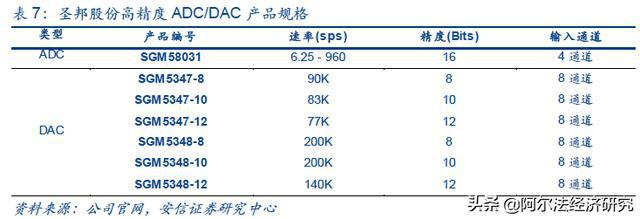 表 7：圣邦股份高精度 ADC/DAC 产品规格
类型 产品编号 速率(sps) 精度(Bits) 输入通道
ADC SGM58031 6.25 - 960 16 4 通道
SGM5347-8 90K 8 8 通道
SGM5347-10 83K 10 8 通道
SGM5347-12 77K 12 8 通道
DAC
SGM5348-8 200K 8 8 通道
SGM5348-10 200K 10 8 通道
SGM5348-12 140K 12 8 通道
资料来源：公司官网，安信证券研究中心
头条 @阿尔法经济研究